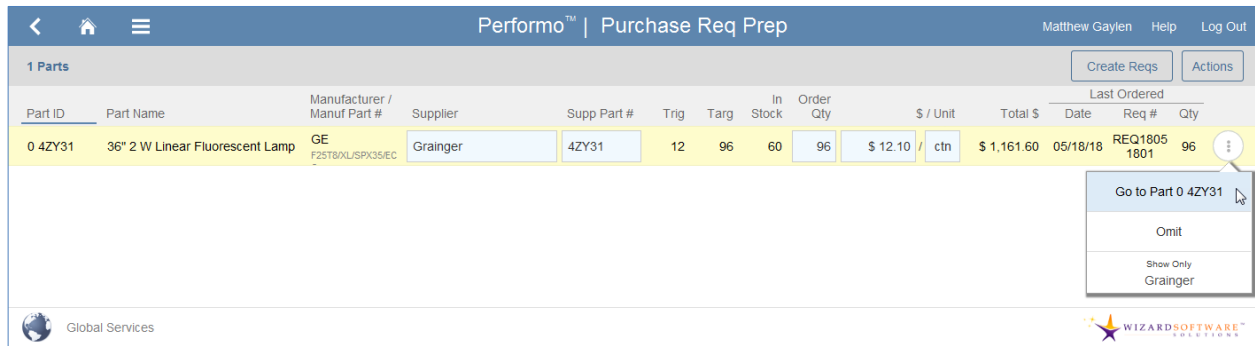 Performo™ | Purchase Req Prep
Matthew Gaylen Help Log Out
1 Parts
Create Reqs Actions
Part ID Part Name Manufacturer / Manuf Part # Supplier Supp Part # Trig Targ In Stock Order Qty $ / Unit Total $ Last Ordered Date Req # Qty
0 4ZY31 36" 2 W Linear Fluorescent Lamp GE Grainger 4ZY31 12 96 60 96 $ 12.10 / ctn $ 1,161.60 05/18/18 REQ1805 1801 96
F25T8/XL/SPX35/EC
Go to Part 0 4ZY31
Omit
Show Only
Grainger
Global Services
WIZARDSOFTWARE™
SOLUTIONS